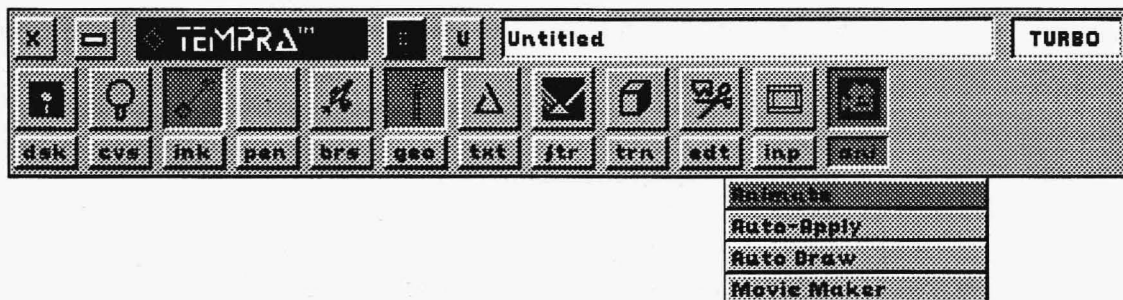 X TEMPRA™ U Untitled TURBO
dsk cvs ink pen brs geo txt ftr trn edt inp ani
Animate
Auto-Apply
Auto Draw
Movie Maker